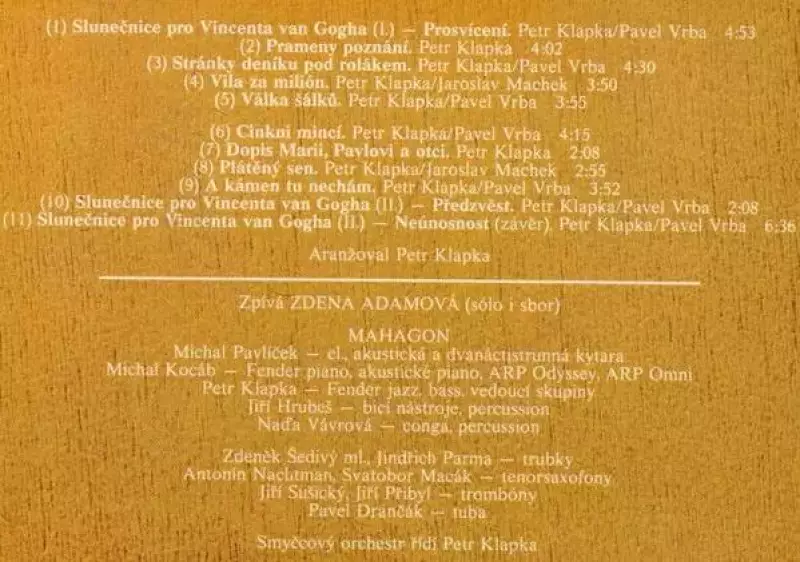 (1) Slunečnice pro Vincenta van Gogha (I.) — Prosvícení. Petr Klapka/Pavel Vrba 4:53
(2) Prameny poznání. Petr Klapka 4:02
(3) Stránky deníku pod rolákem. Petr Klapka/Pavel Vrba 4:30
(4) Vila za milión. Petr Klapka/Jaroslav Machek 3:50
(5) Válka šálků. Petr Klapka/Pavel Vrba 3:55
(6) Cinkni mincí. Petr Klapka/Pavel Vrba 4:15
(7) Dopis Marii, Pavlovi a otci. Petr Klapka 2:08
(8) Plátěný sen. Petr Klapka/Jaroslav Machek 2:55
(9) A kámen tu nechám. Petr Klapka/Pavel Vrba 3:52
(10) Slunečnice pro Vincenta van Gogha (II.) — Předzvěst. Petr Klapka/Pavel Vrba 2:08
(11) Slunečnice pro Vincenta van Gogha (II.) — Neúnosnost (závěr). Petr Klapka/Pavel Vrba 6:36
Aranžoval Petr Klapka
Zpívá ZDENA ADAMOVÁ (sólo i sbor)
MAHAGON
Michal Pavlíček — el., akustická a dvanáctistrunná kytara
Michal Kocáb — Fender piano, akustické piano, ARP Odyssey, ARP Omni
Petr Klapka — Fender jazz. bass, vedoucí skupiny
Jiří Hrubeš — bicí nástroje, percussion
Naďa Vávrová — conga, percussion
Zdeněk Šedivý ml., Jindřich Parma — trubky
Antonín Nachtman, Svatobor Macák — tenorsaxofony
Jiří Sušický, Jiří Přibyl — trombóny
Pavel Drančák — tuba
Smyčcový orchestr řídí Petr Klapka